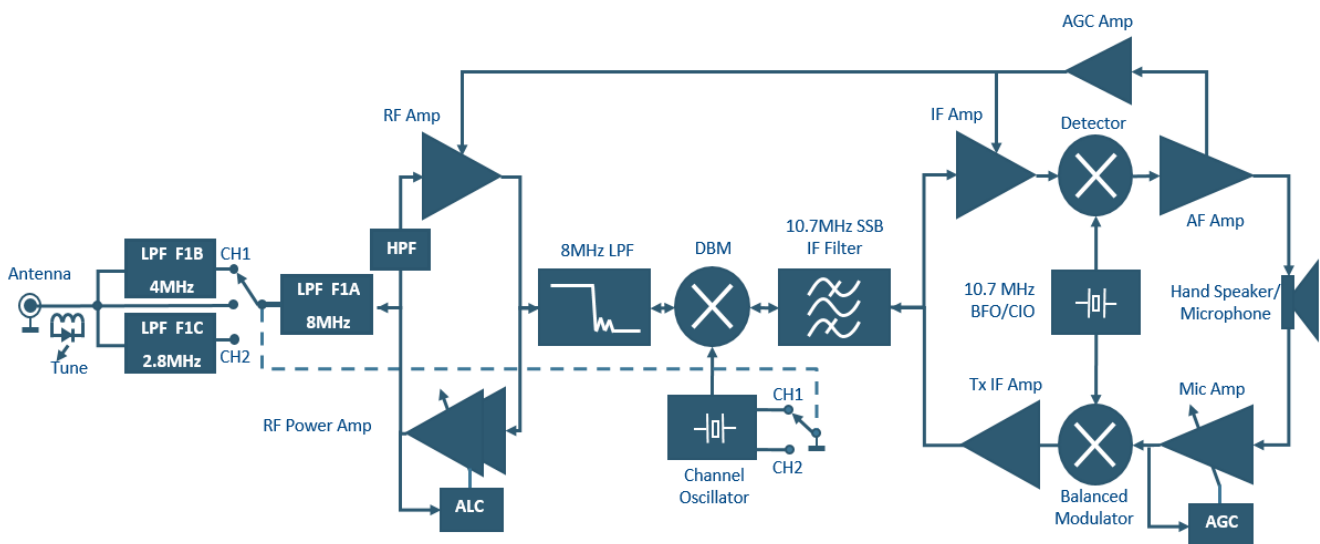 AGC Amp
RF Amp
IF Amp
Detector
AF Amp
HPF
8MHz LPF
DBM
10.7MHz SSB
IF Filter
LPF F1B
4MHz
CH1
Antenna
LPF F1A
8MHz
LPF F1C
2.8MHz
CH2
Tune
10.7 MHz
BFO/CIO
Hand Speaker/
Microphone
RF Power Amp
ALC
CH1
CH2
Channel
Oscillator
Tx IF Amp
Mic Amp
Balanced
Modulator
AGC